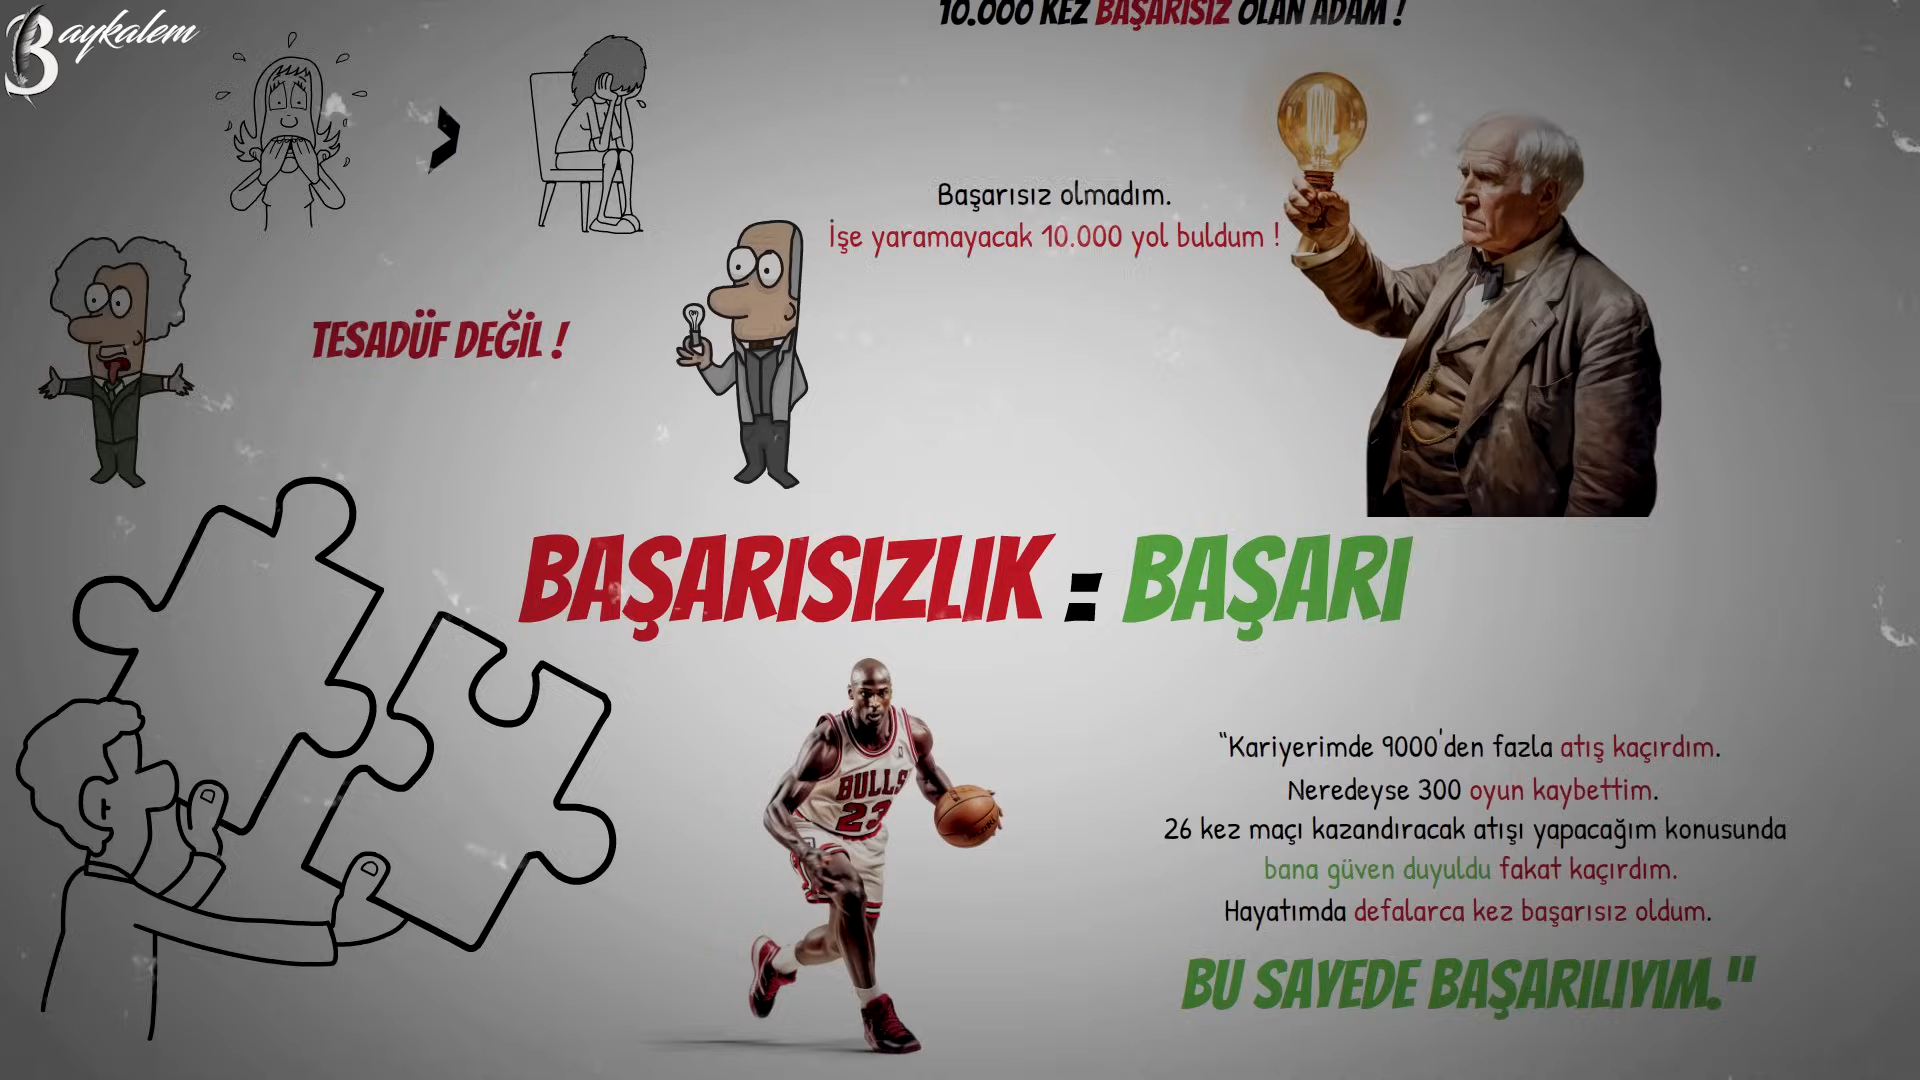 Baykalem
10.000 KEZ BAŞARISIZ OLAN ADAM !
Başarısız olmadım.
İşe yaramayacak 10.000 yol buldum !
TESADÜF DEĞİL !
BAŞARISIZLIK = BAŞARI
BULLS
23
“Kariyerimde 9000'den fazla atış kaçırdım.
Neredeyse 300 oyun kaybettim.
26 kez maçı kazandıracak atışı yapacağım konusunda
bana güven duyuldu fakat kaçırdım.
Hayatımda defalarca kez başarısız oldum.
BU SAYEDE BAŞARILIYIM."